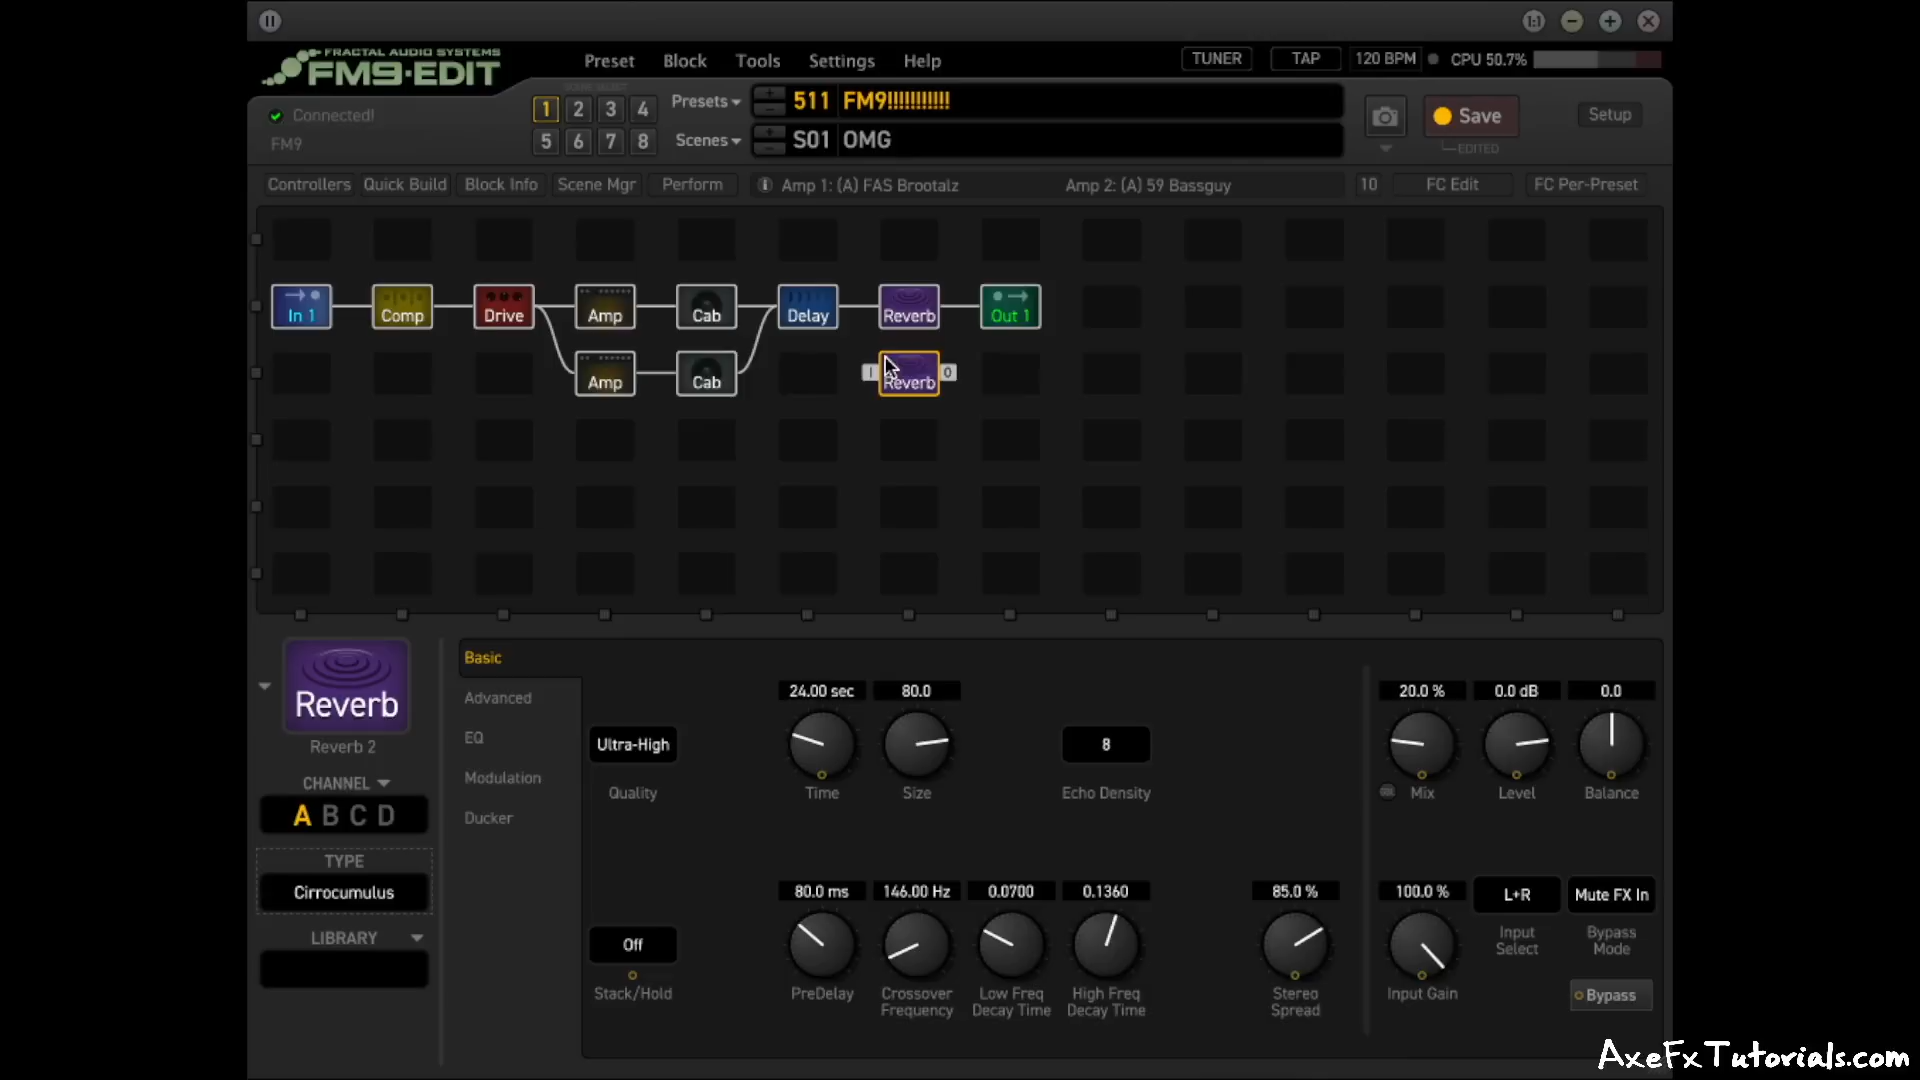 FRACTAL AUDIO SYSTEMS
FM9-EDIT
Preset Block Tools Settings Help
TUNER TAP 120 BPM CPU 50.7%
Connected!
FM9
1 2 3 4
5 6 7 8
Presets 511 FM9!!!!!!!!!!!
Scenes S01 OMG
Save
EDITED
Setup
Controllers Quick Build Block Info Scene Mgr Perform Amp 1: (A) FAS Brootalz Amp 2: (A) 59 Bassguy 10 FC Edit FC Per-Preset
In 1 Comp Drive Amp Cab Delay Reverb Out 1
Amp Cab I Reverb O
Reverb
Reverb 2
CHANNEL
A B C D
TYPE
Cirrocumulus
LIBRARY
Basic
Advanced
EQ
Modulation
Ducker
24.00 sec 80.0 20.0 % 0.0 dB 0.0
Ultra-High 8
Quality Time Size Echo Density Mix Level Balance
80.0 ms 146.00 Hz 0.0700 0.1360 85.0 % 100.0 % L+R Mute FX In
Off
Stack/Hold PreDelay Crossover Frequency Low Freq Decay Time High Freq Decay Time Stereo Spread Input Gain Input Select Bypass Mode
Bypass
AxeFxTutorials.com